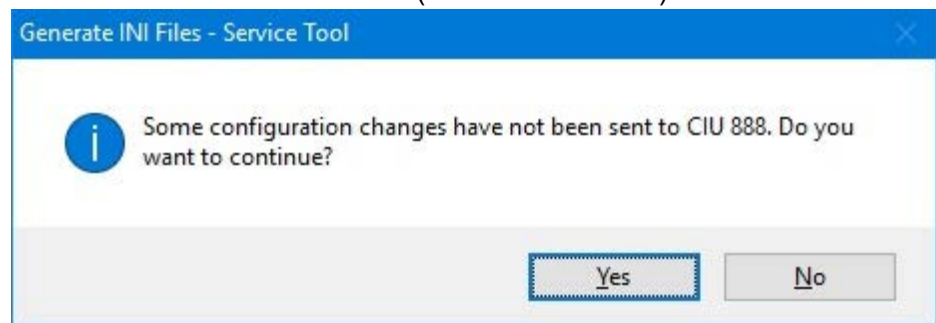 Generate INI Files - Service Tool
Some configuration changes have not been sent to CIU 888. Do you
want to continue?
Yes
No